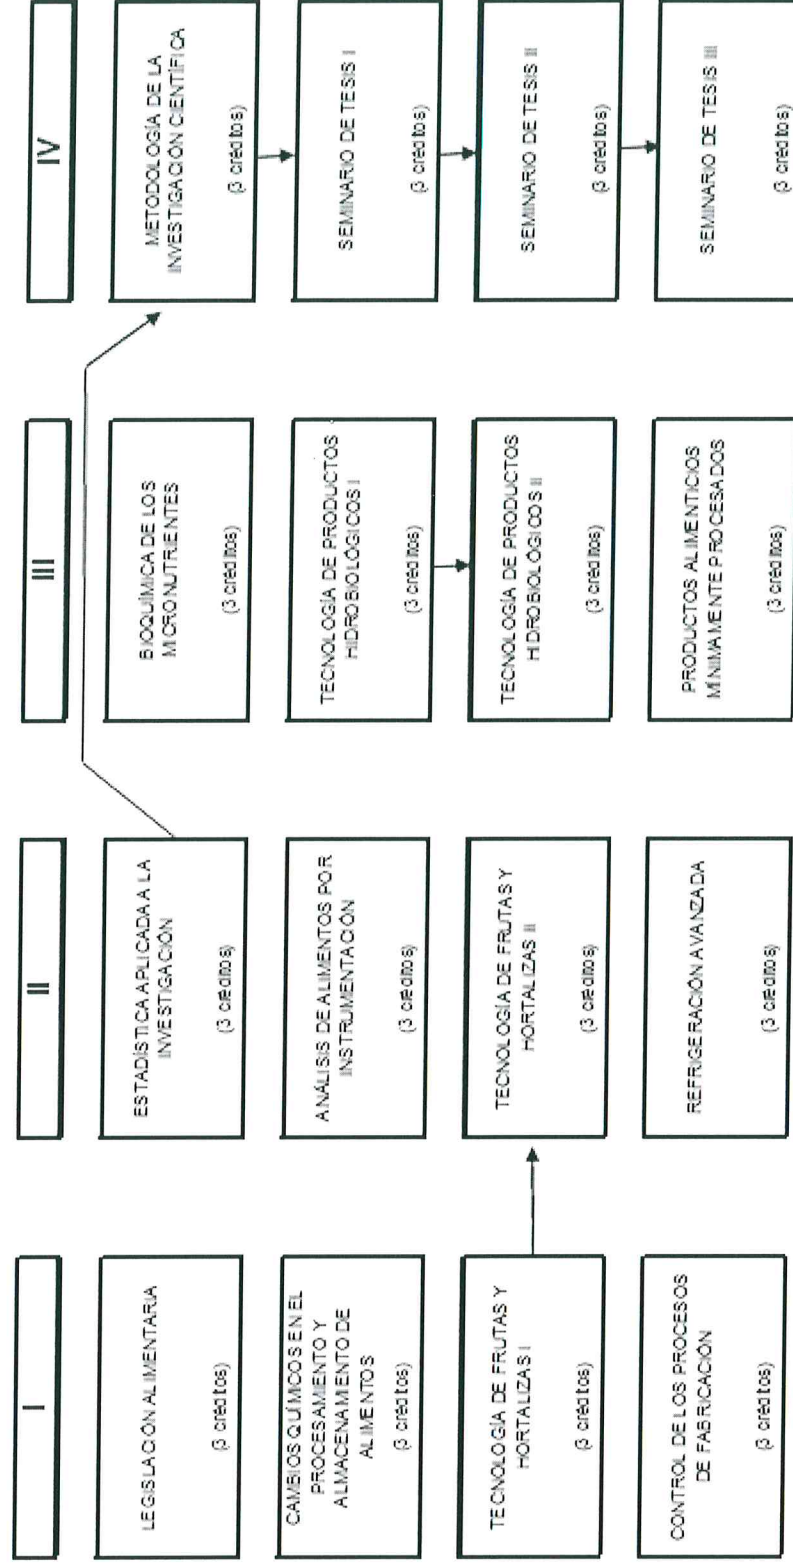 I
LEGISLACIÓN ALIMENTARIA
(3 créditos)
CAMBIOS QUÍMICOS EN EL
PROCESAMIENTO Y
ALMACENAMIENTO DE
ALIMENTOS
(3 créditos)
TECNOLOGÍA DE FRUTAS Y
HORTALIZAS I
(3 créditos)
CONTROL DE LOS PROCESOS
DE FABRICACIÓN
(3 créditos)
II
ESTADÍSTICA APLICADA A LA
INVESTIGACIÓN
(3 créditos)
ANÁLISIS DE ALIMENTOS POR
INSTRUMENTACIÓN
(3 créditos)
TECNOLOGÍA DE FRUTAS Y
HORTALIZAS II
(3 créditos)
REFRIGERACIÓN AVANZADA
(3 créditos)
III
BIOQUÍMICA DE LOS
MICRONUTRIENTES
(3 créditos)
TECNOLOGÍA DE PRODUCTOS
HIDROBIOLÓGICOS I
(3 créditos)
TECNOLOGÍA DE PRODUCTOS
HIDROBIOLÓGICOS II
(3 créditos)
PRODUCTOS ALIMENTICIOS
MÍNIMAMENTE PROCESADOS
(3 créditos)
IV
METODOLOGÍA DE LA
INVESTIGACIÓN CIENTÍFICA
(3 créditos)
SEMINARIO DE TESIS I
(3 créditos)
SEMINARIO DE TESIS II
(3 créditos)
SEMINARIO DE TESIS III
(3 créditos)